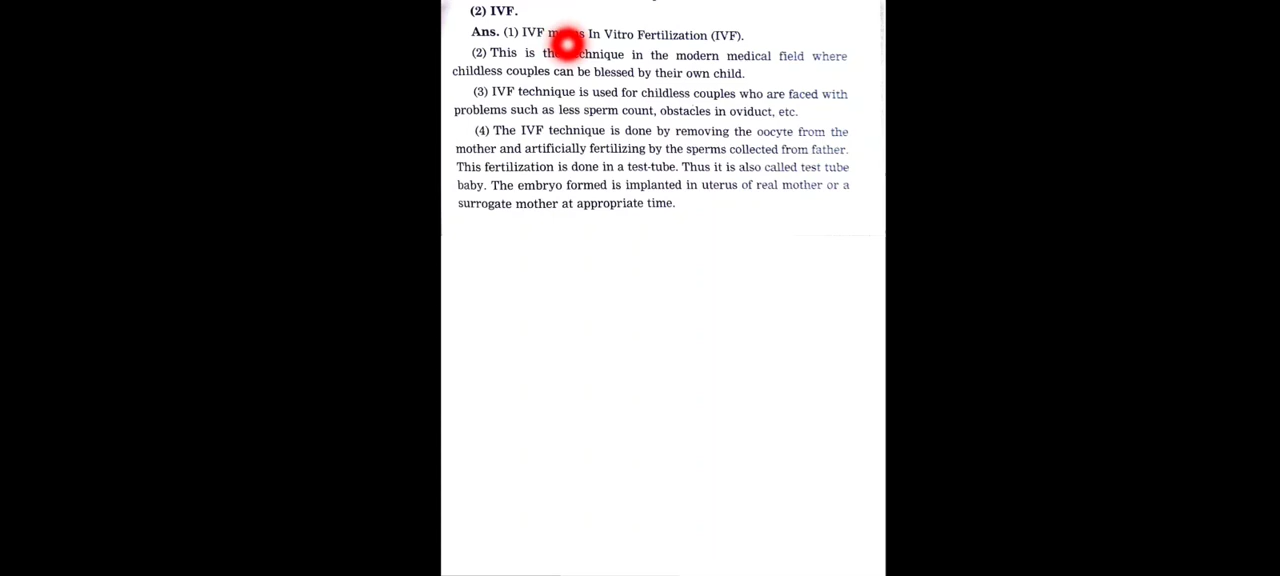 (2) IVF.
Ans. (1) IVF In Vitro Fertilization (IVF).
(2) This is in the modern medical field where
childless couples can be blessed by their own child.
(3) IVF technique is used for childless couples who are faced with
problems such as less sperm count, obstacles in oviduct, etc.
(4) The IVF technique is done by removing the oocyte from the
mother and artificially fertilizing by the sperms collected from father.
This fertilization is done in a test-tube. Thus it is also called test tube
baby. The embryo formed is implanted in uterus of real mother or a
surrogate mother at appropriate time.